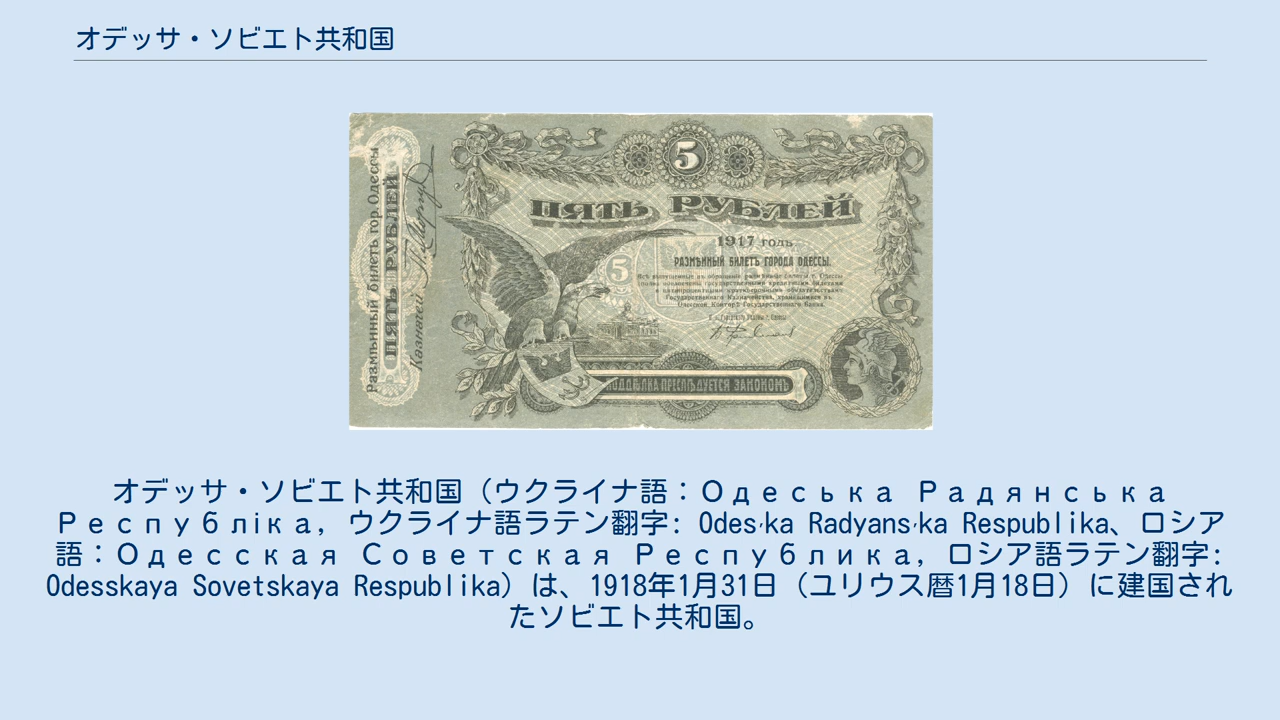 オデッサ・ソビエト共和国
Размѣнный билетъ гор. Одессы
ПЯТЬ РУБЛЕЙ
5
ПЯТЬ РУБЛЕЙ
1917 годъ
РАЗМѢННЫЙ БИЛЕТЪ ГОРОДА ОДЕССЫ.
5
ПОДДѢЛКА ПРЕСЛѢДУЕТСЯ ЗАКОНОМЪ
オデッサ・ソビエト共和国（ウクライナ語：Одеська Радянська
Республіка, ウクライナ語ラテン翻字: Odesʹka Radyansʹka Respublika、ロシア
語：Одесская Советская Республика, ロシア語ラテン翻字:
Odesskaya Sovetskaya Respublika）は、1918年1月31日（ユリウス暦1月18日）に建国され
たソビエト共和国。